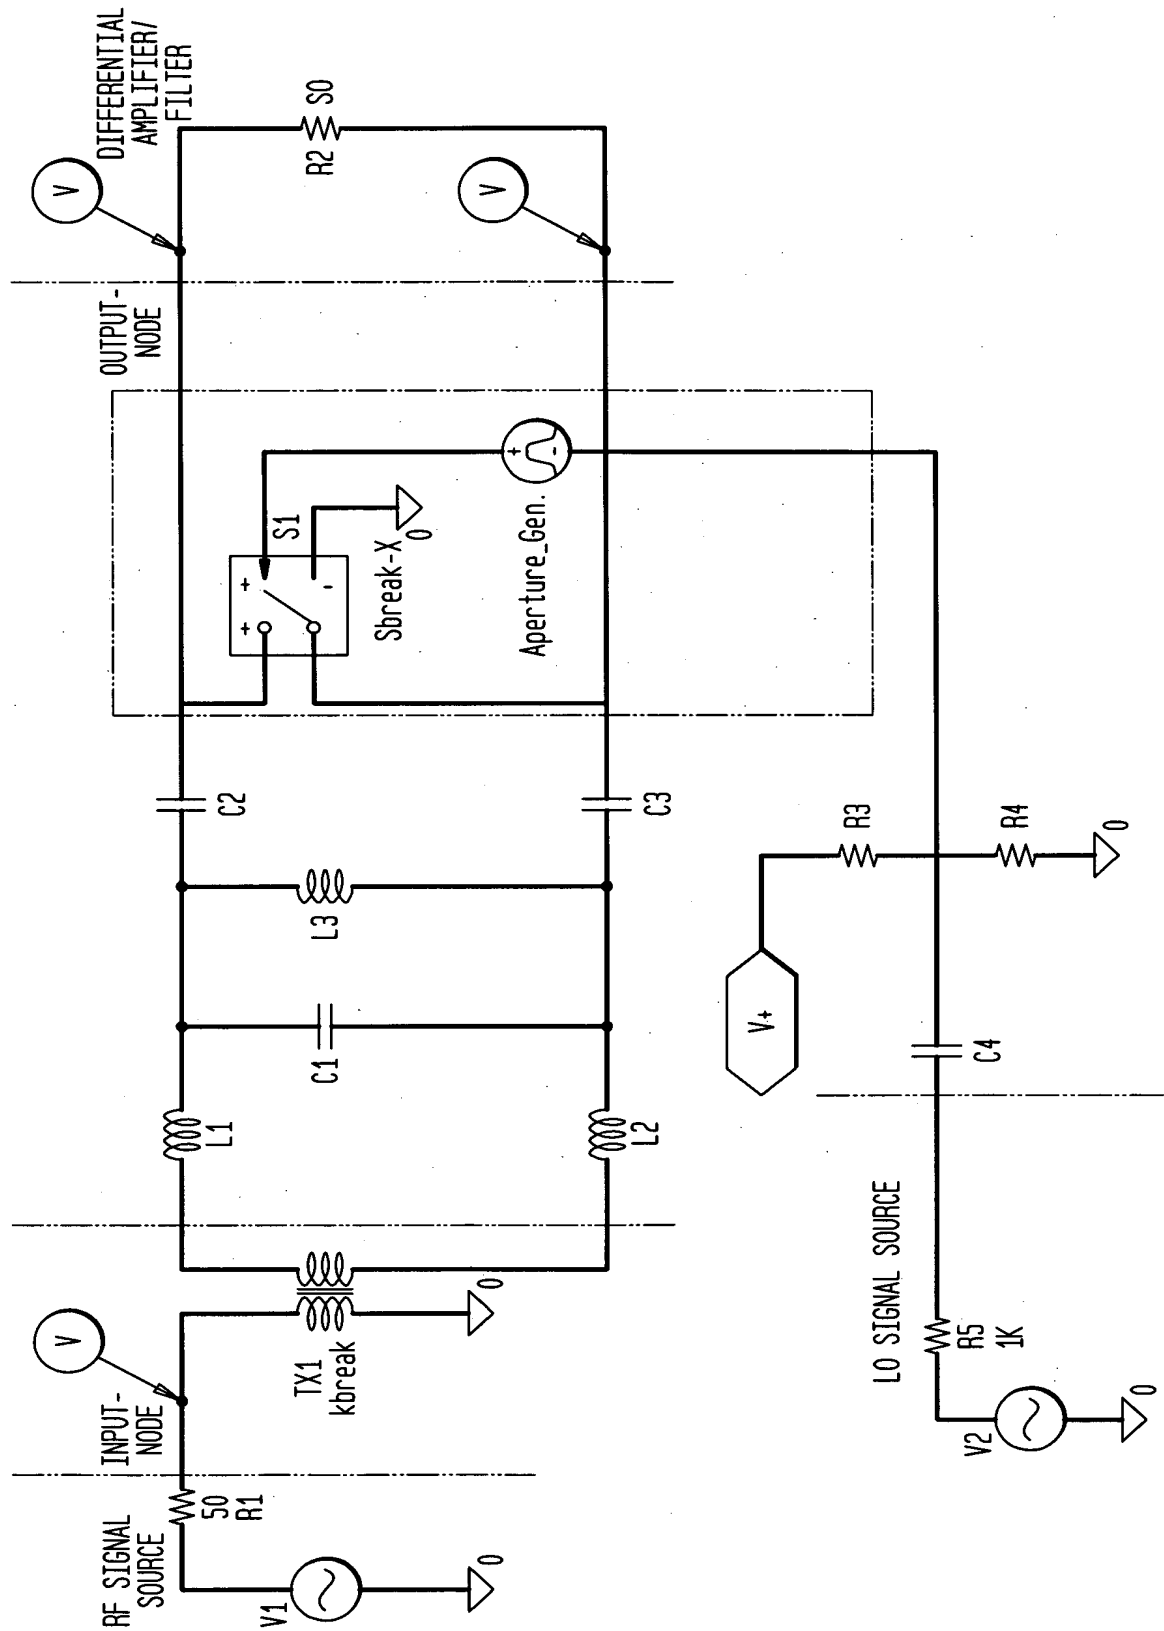 RF SIGNAL
SOURCE
INPUT-
NODE
OUTPUT-
NODE
DIFFERENTIAL
AMPLIFIER/
FILTER
V
V
V
50
R1
V1
0
TX1
kbreak
0
L1
L2
C1
L3
C2
C3
+
+
-
S1
Sbreak-X
0
+
-
Aperture_Gen.
R2
S0
V+
R3
R4
0
C4
LO SIGNAL SOURCE
R5
1K
V2
0